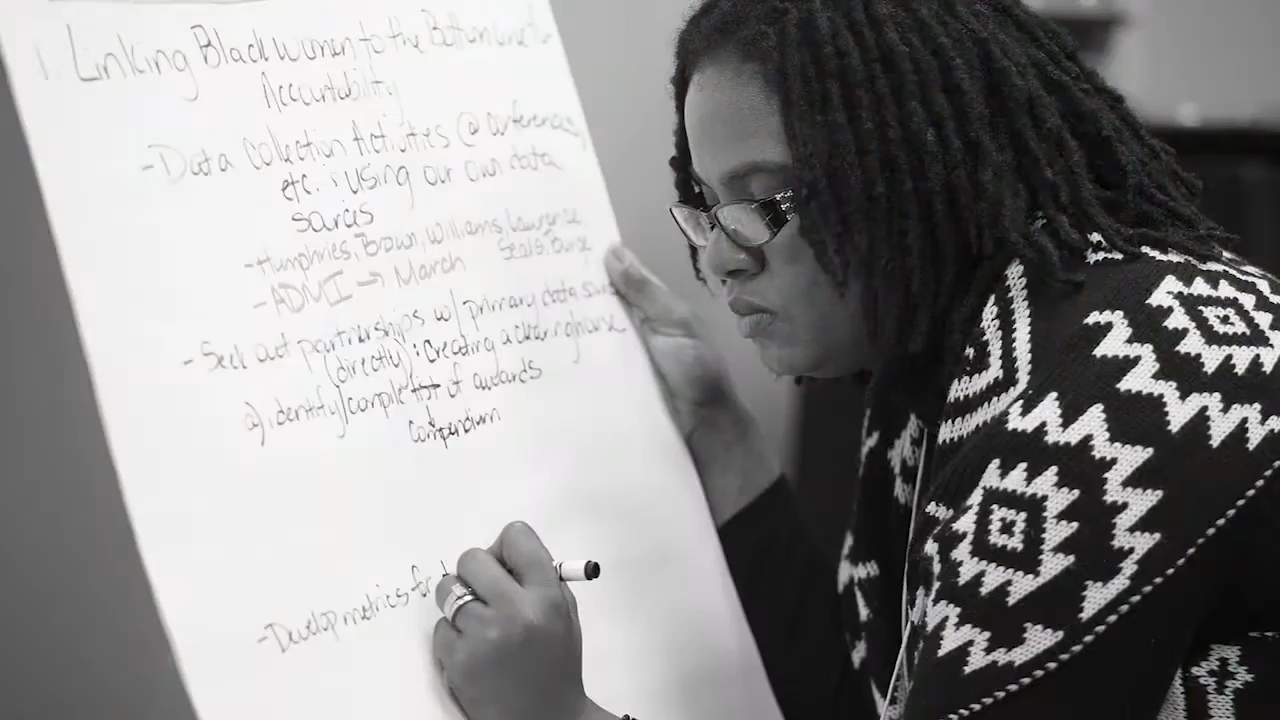 1. Linking Black women to the Bottom line
Accountability
- Data Collection Activities @ conferences,
etc. : using our own data
sources
- Humphries, Brown, Williams, Lawrence,
Seals,
- ADMI → March
- Seek out partnerships w/ primary data
(directly) : creating a clearinghouse
a) identify/compile list of awards
compendium
- Develop metrics for